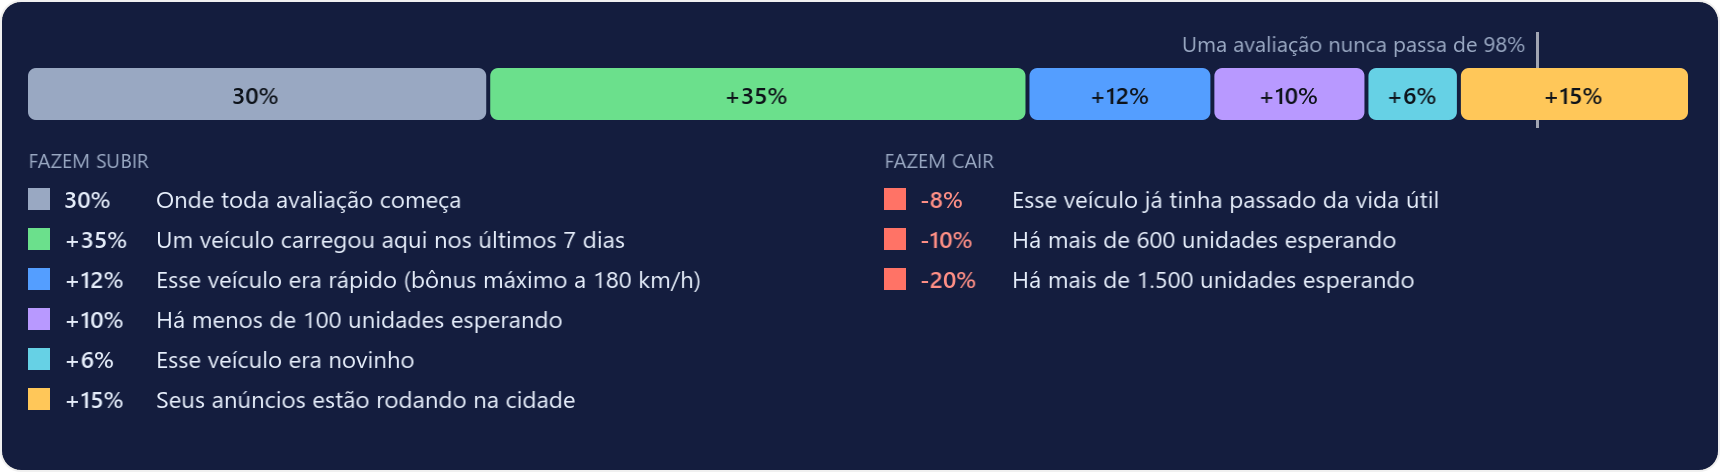 Uma avaliação nunca passa de 98%
30% +35% +12% +10% +6% +15%
FAZEM SUBIR
30% Onde toda avaliação começa
+35% Um veículo carregou aqui nos últimos 7 dias
+12% Esse veículo era rápido (bônus máximo a 180 km/h)
+10% Há menos de 100 unidades esperando
+6% Esse veículo era novinho
+15% Seus anúncios estão rodando na cidade
FAZEM CAIR
-8% Esse veículo já tinha passado da vida útil
-10% Há mais de 600 unidades esperando
-20% Há mais de 1.500 unidades esperando